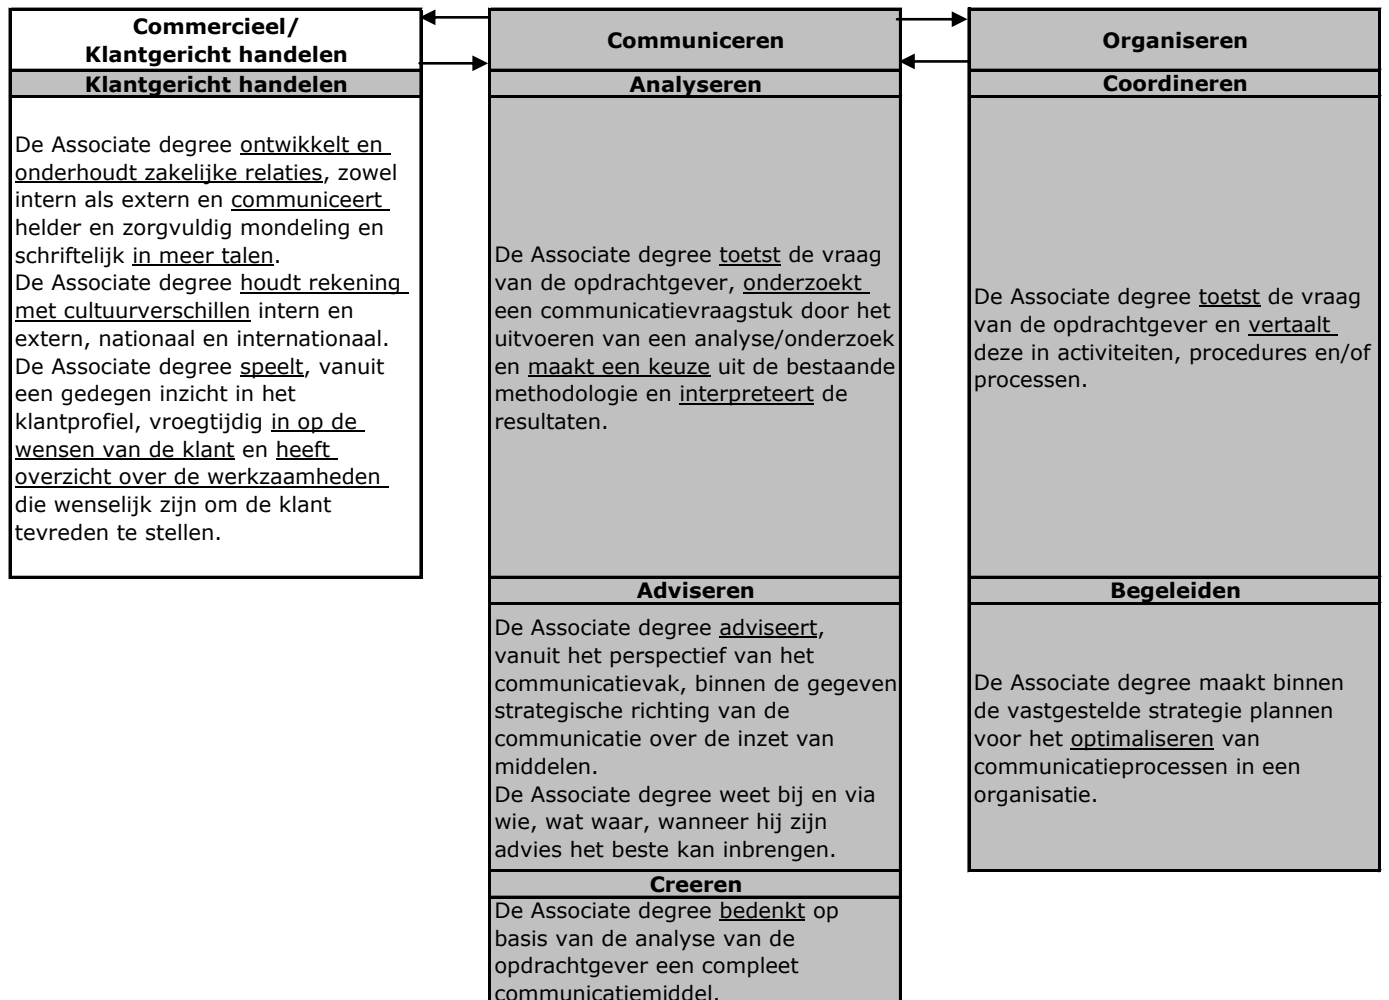 Commercieel/
Klantgericht handelen
Klantgericht handelen
De Associate degree ontwikkelt en
onderhoudt zakelijke relaties, zowel
intern als extern en communiceert
helder en zorgvuldig mondeling en
schriftelijk in meer talen.
De Associate degree houdt rekening
met cultuurverschillen intern en
extern, nationaal en internationaal.
De Associate degree speelt, vanuit
een gedegen inzicht in het
klantprofiel, vroegtijdig in op de
wensen van de klant en heeft
overzicht over de werkzaamheden
die wenselijk zijn om de klant
tevreden te stellen.
Communiceren
Analyseren
De Associate degree toetst de vraag
van de opdrachtgever, onderzoekt
een communicatievraagstuk door het
uitvoeren van een analyse/onderzoek
en maakt een keuze uit de bestaande
methodologie en interpreteert de
resultaten.
Adviseren
De Associate degree adviseert,
vanuit het perspectief van het
communicatievak, binnen de gegeven
strategische richting van de
communicatie over de inzet van
middelen.
De Associate degree weet bij en via
wie, wat waar, wanneer hij zijn
advies het beste kan inbrengen.
Creeren
De Associate degree bedenkt op
basis van de analyse van de
opdrachtgever een compleet
communicatiemiddel.
Organiseren
Coordineren
De Associate degree toetst de vraag
van de opdrachtgever en vertaalt
deze in activiteiten, procedures en/of
processen.
Begeleiden
De Associate degree maakt binnen
de vastgestelde strategie plannen
voor het optimaliseren van
communicatieprocessen in een
organisatie.